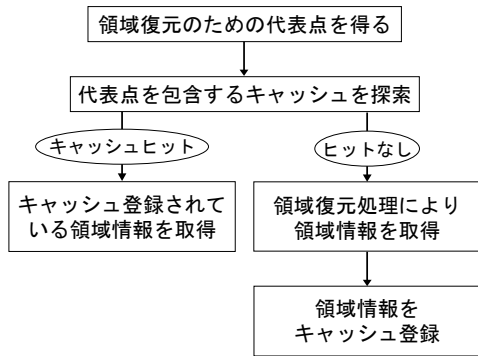 領域復元のための代表点を得る
代表点を包含するキャッシュを探索
キャッシュヒット
ヒットなし
キャッシュ登録されて
いる領域情報を取得
領域復元処理により
領域情報を取得
領域情報を
キャッシュ登録